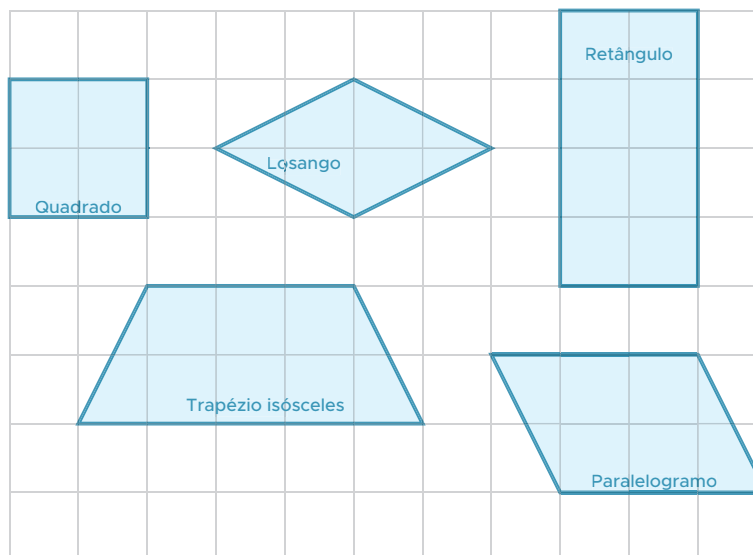 Retângulo
Losango
Quadrado
Trapézio isósceles
Paralelogramo